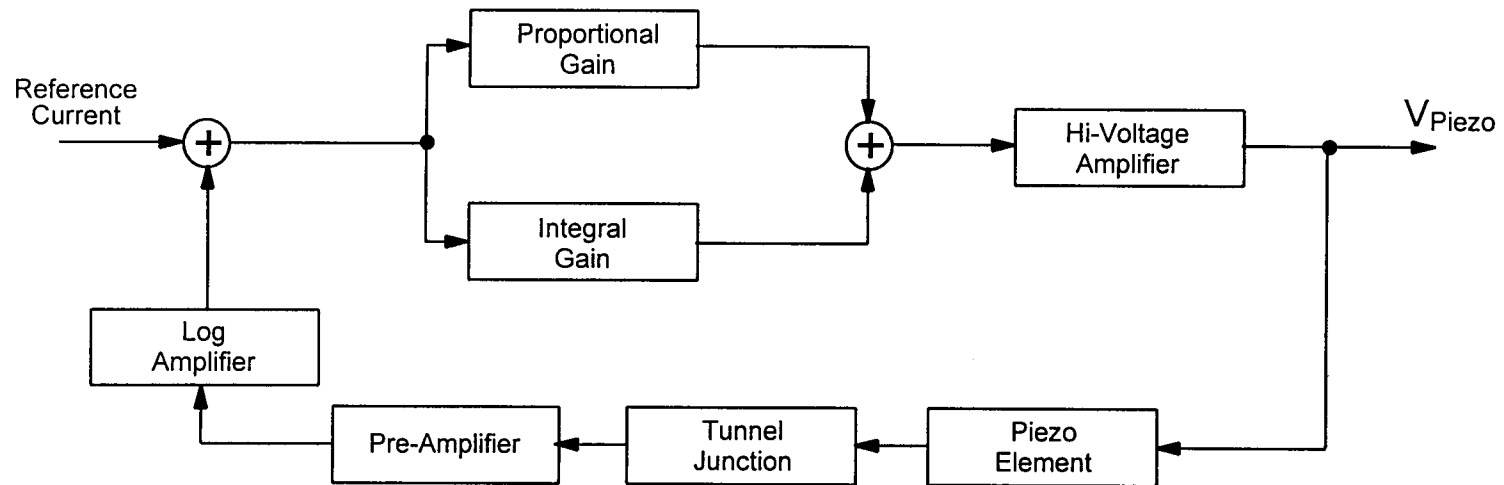 Reference
Current
+
Proportional
Gain
Integral
Gain
+
Hi-Voltage
Amplifier
VPiezo
Log
Amplifier
Pre-Amplifier
Tunnel
Junction
Piezo
Element